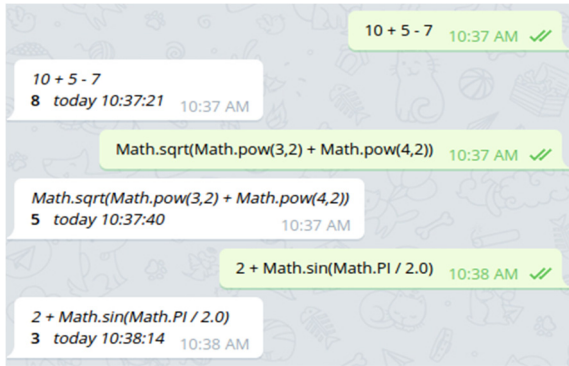 10 + 5 - 7 10:37 AM
10 + 5 - 7
8 today 10:37:21 10:37 AM
Math.sqrt(Math.pow(3,2) + Math.pow(4,2)) 10:37 AM
Math.sqrt(Math.pow(3,2) + Math.pow(4,2))
5 today 10:37:40 10:37 AM
2 + Math.sin(Math.PI / 2.0) 10:38 AM
2 + Math.sin(Math.PI / 2.0)
3 today 10:38:14 10:38 AM